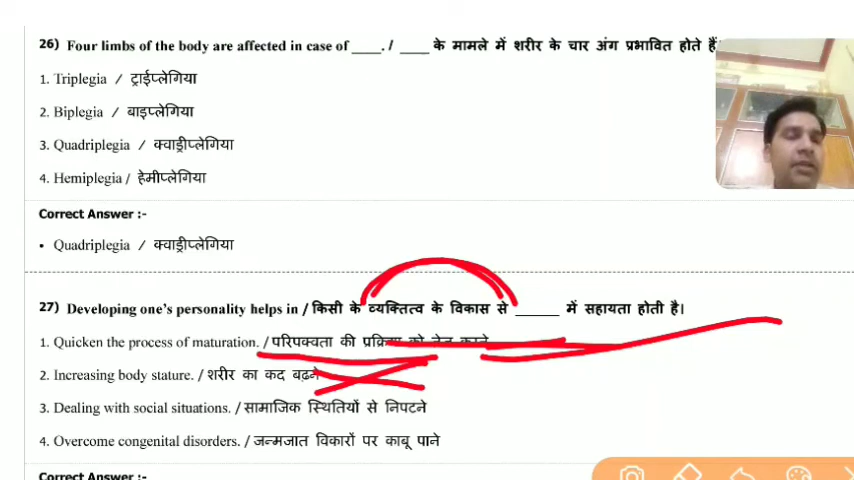 26) Four limbs of the body are affected in case of ____. / ____ के मामले में शरीर के चार अंग प्रभावित होते हैं
1. Triplegia / ट्राईप्लेगिया
2. Biplegia / बाइप्लेगिया
3. Quadriplegia / क्वाड्रीप्लेगिया
4. Hemiplegia / हेमीप्लेगिया
Correct Answer :-
• Quadriplegia / क्वाड्रीप्लेगिया
27) Developing one's personality helps in / किसी के व्यक्तित्व के विकास से ______ में सहायता होती है।
1. Quicken the process of maturation. / परिपक्वता की प्रक्रिया को तेज करने
2. Increasing body stature. / शरीर का कद बढ़ने
3. Dealing with social situations. / सामाजिक स्थितियों से निपटने
4. Overcome congenital disorders. / जन्मजात विकारों पर काबू पाने
Correct Answer :-